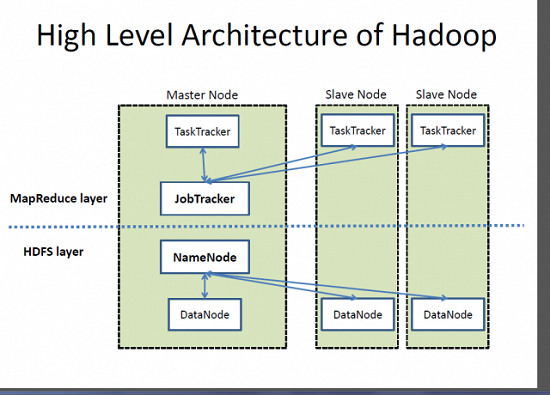 High Level Architecture of Hadoop
Master Node
Slave Node
Slave Node
TaskTracker
TaskTracker
TaskTracker
MapReduce layer
JobTracker
HDFS layer
NameNode
DataNode
DataNode
DataNode